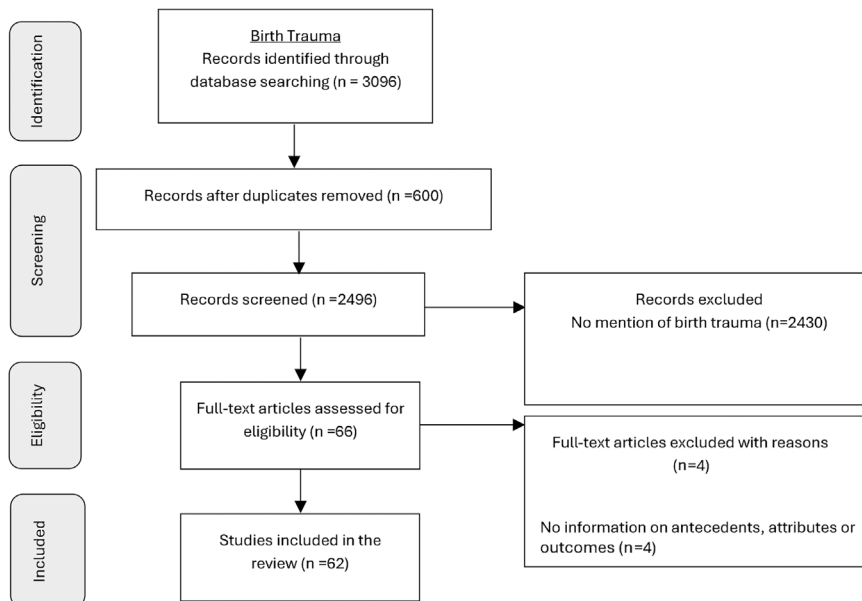 Identification
Birth Trauma
Records identified through
database searching (n = 3096)
Screening
Records after duplicates removed (n =600)
Records screened (n =2496)
Records excluded
No mention of birth trauma (n=2430)
Eligibility
Full-text articles assessed for
eligibility (n =66)
Full-text articles excluded with reasons
(n=4)
No information on antecedents, attributes or
outcomes (n=4)
Included
Studies included in the
review (n =62)